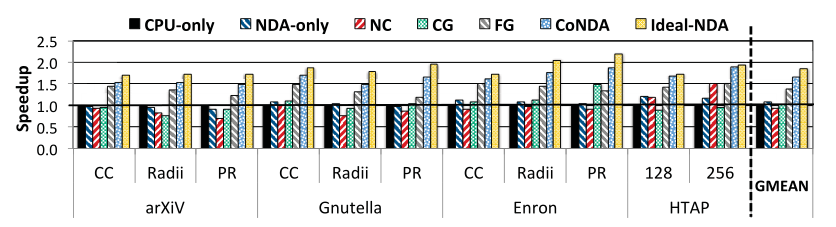 CPU-only NDA-only NC CG FG CoNDA Ideal-NDA
Speedup
2.5
2.0
1.5
1.0
0.5
0.0
CC Radii PR CC Radii PR CC Radii PR 128 256
GMEAN
arXiV Gnutella Enron HTAP